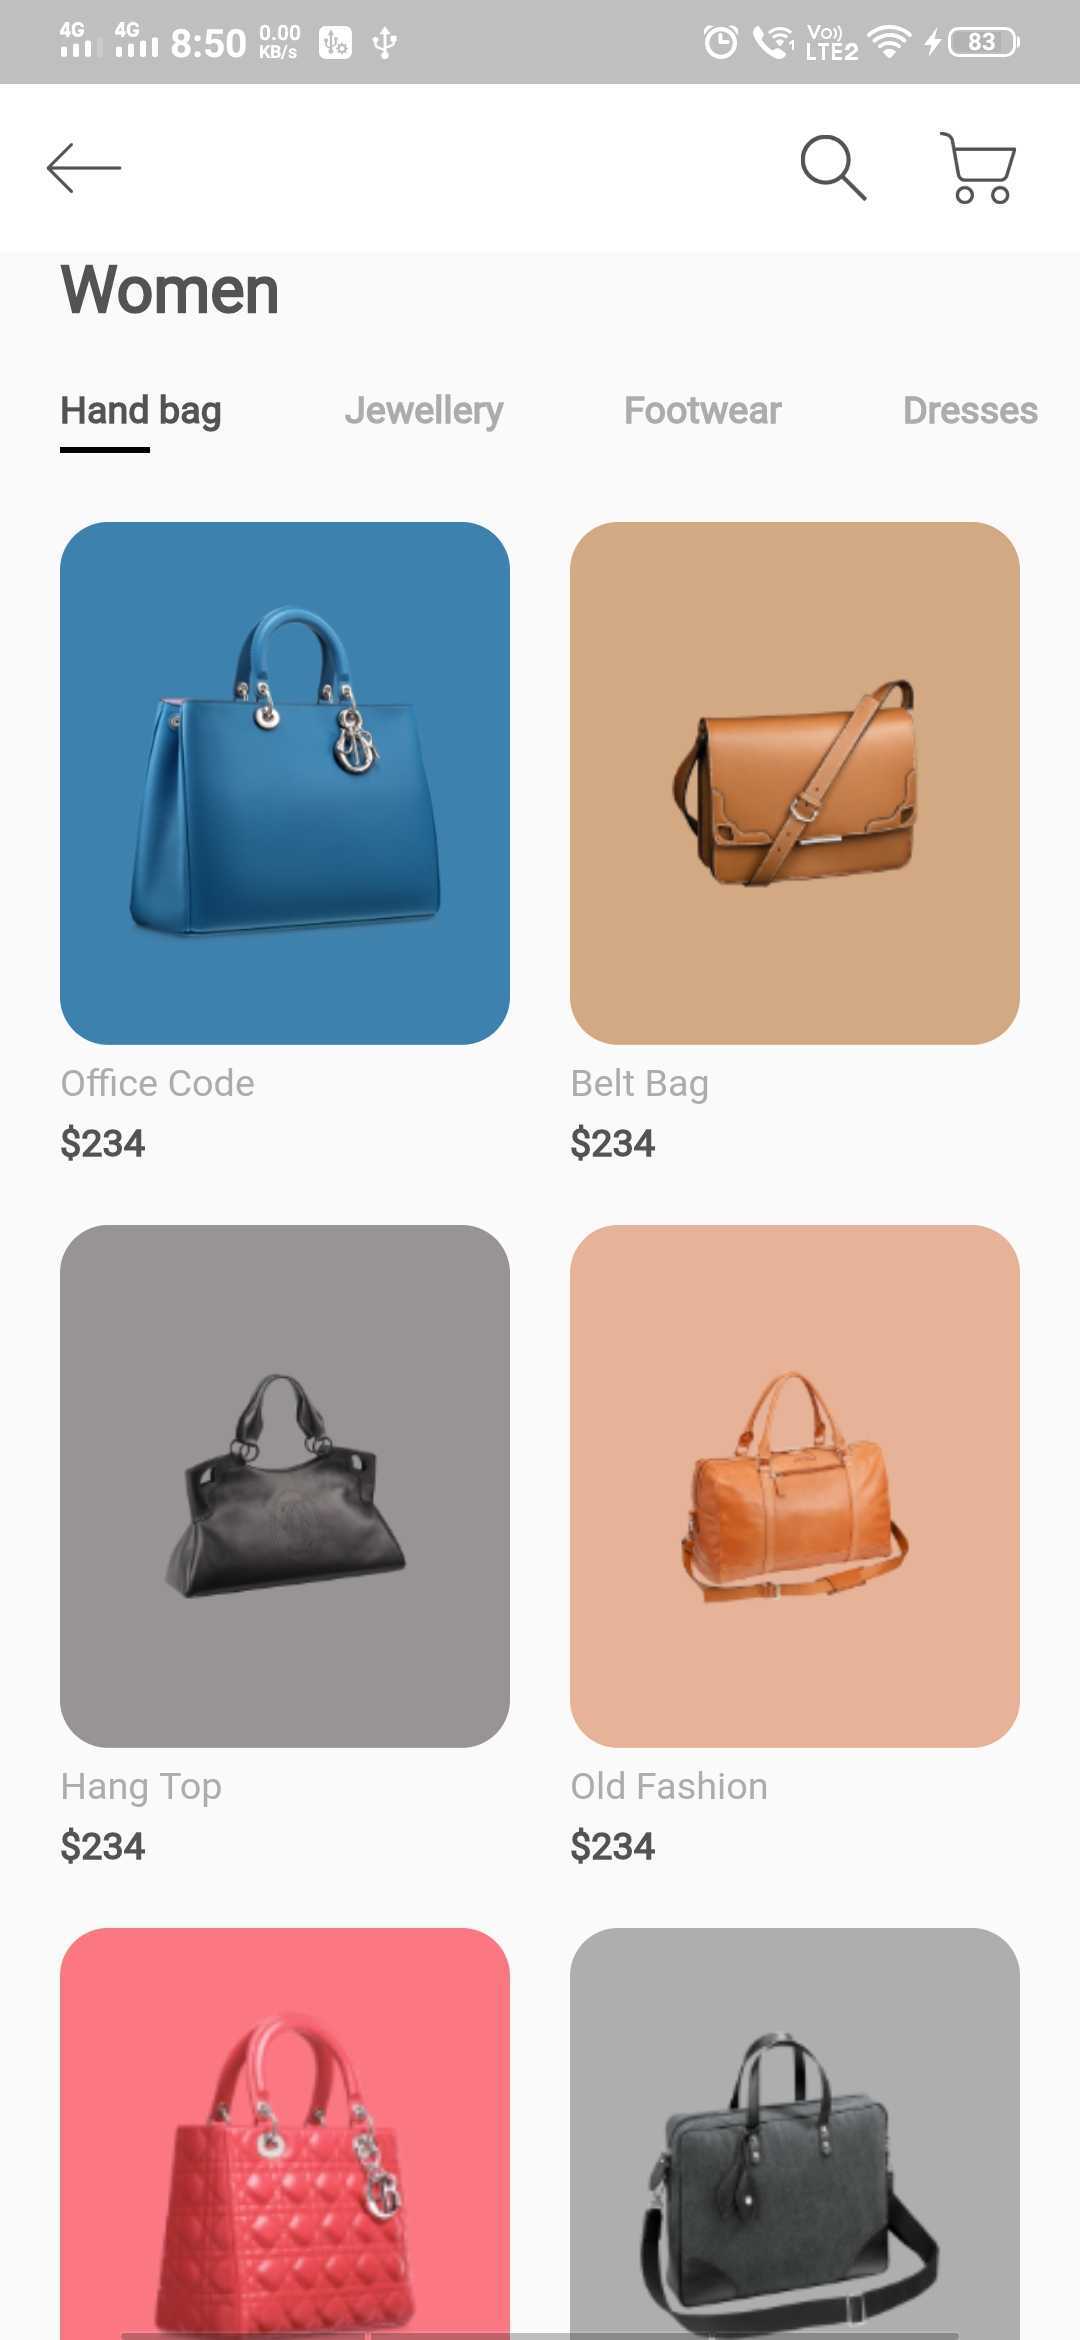 4G 4G 8:50 0.00 KB/s Vo)) LTE2 83
1
Women
Hand bag Jewellery Footwear Dresses
Office Code Belt Bag
$234 $234
Hang Top Old Fashion
$234 $234